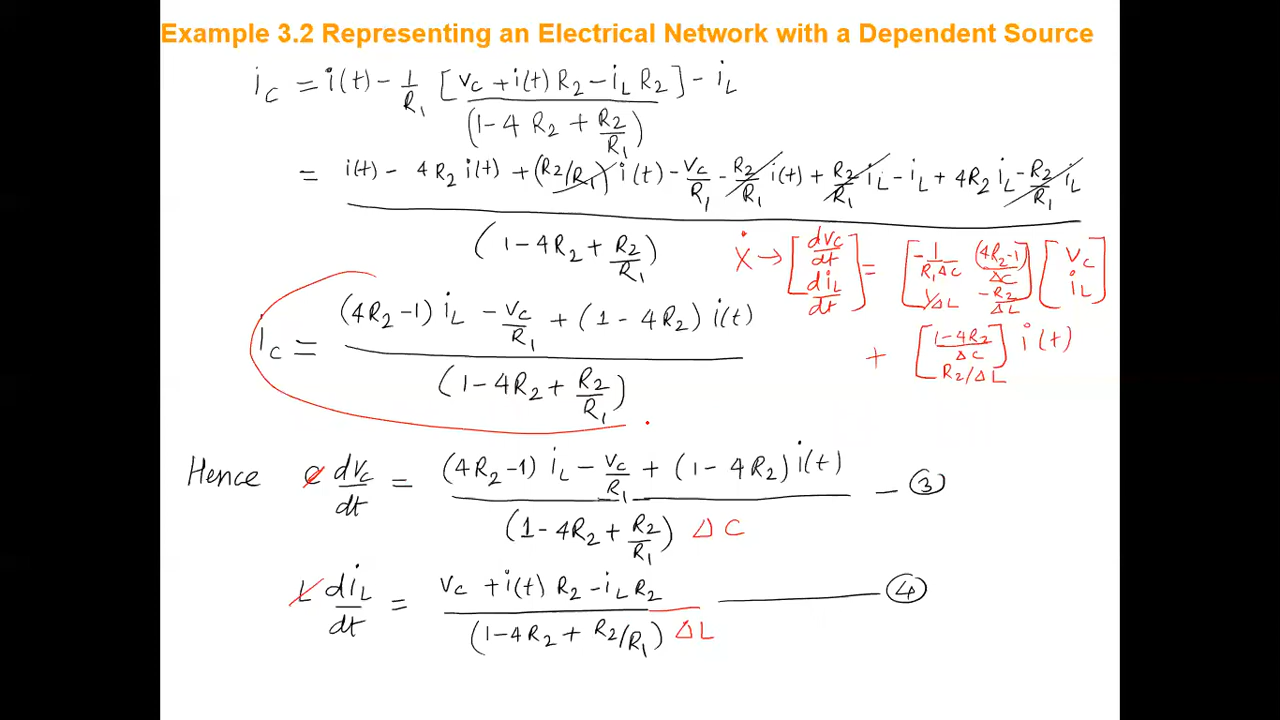 Example 3.2 Representing an Electrical Network with a Dependent Source
i_C = i(t) - 1/R_1 [ (v_C + i(t) R_2 - i_L R_2) / (1 - 4 R_2 + R_2/R_1) ] - i_L
= (i(t) - 4R_2 i(t) + (R_2/R_1) i(t) - v_C/R_1 - R_2/R_1 i(t) + R_2/R_1 i_L - i_L + 4R_2 i_L - R_2/R_1 i_L) / (1 - 4R_2 + R_2/R_1)
Ẋ → [dv_C/dt ; di_L/dt] = [-1/(R_1 Δ C) (4R_2-1)/(ΔC) ; 1/ΔL -R_2/(ΔL)] [v_C ; i_L]
+ [(1-4R_2)/(ΔC) ; R_2/ΔL] i(t)
i_C = ((4R_2-1) i_L - v_C/R_1 + (1 - 4R_2) i(t)) / (1 - 4R_2 + R_2/R_1)
Hence C dv_C/dt = ((4R_2-1) i_L - v_C/R_1 + (1 - 4R_2) i(t)) / (1 - 4R_2 + R_2/R_1) Δ C — ③
L di_L/dt = (v_C + i(t) R_2 - i_L R_2) / (1 - 4R_2 + R_2/R_1) Δ L — ④